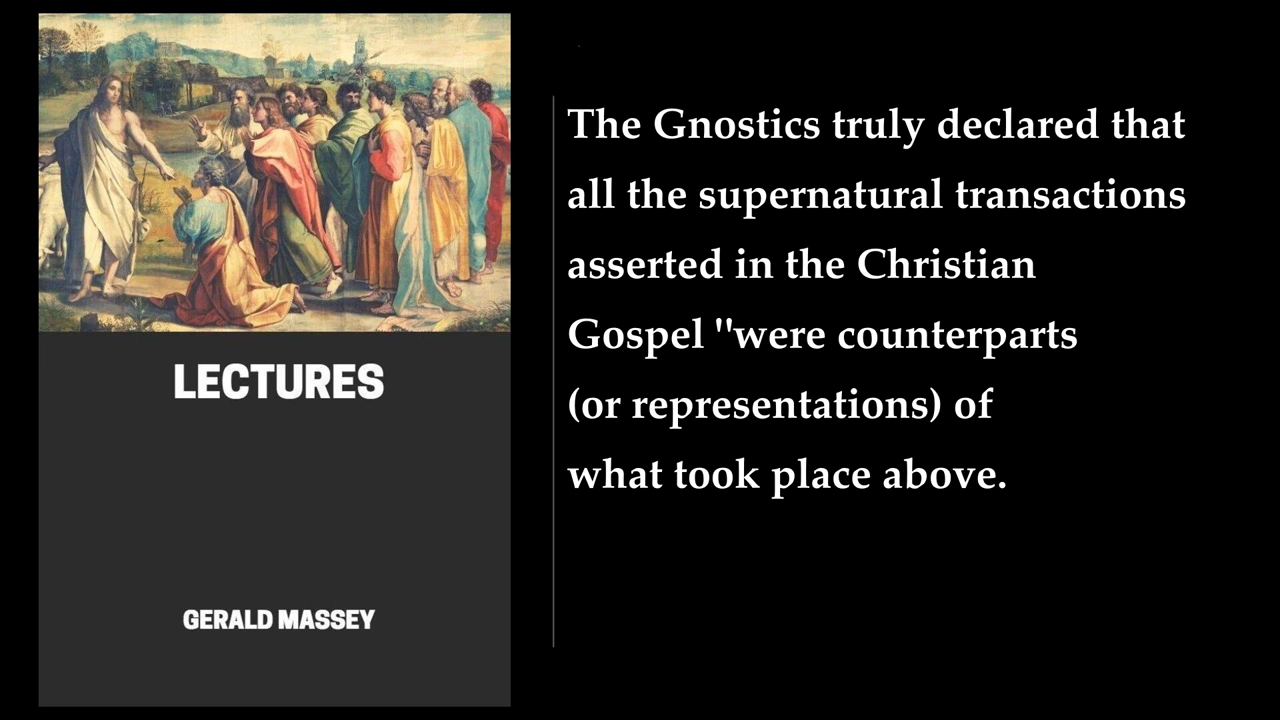 LECTURES
GERALD MASSEY
The Gnostics truly declared that
all the supernatural transactions
asserted in the Christian
Gospel "were counterparts
(or representations) of
what took place above.